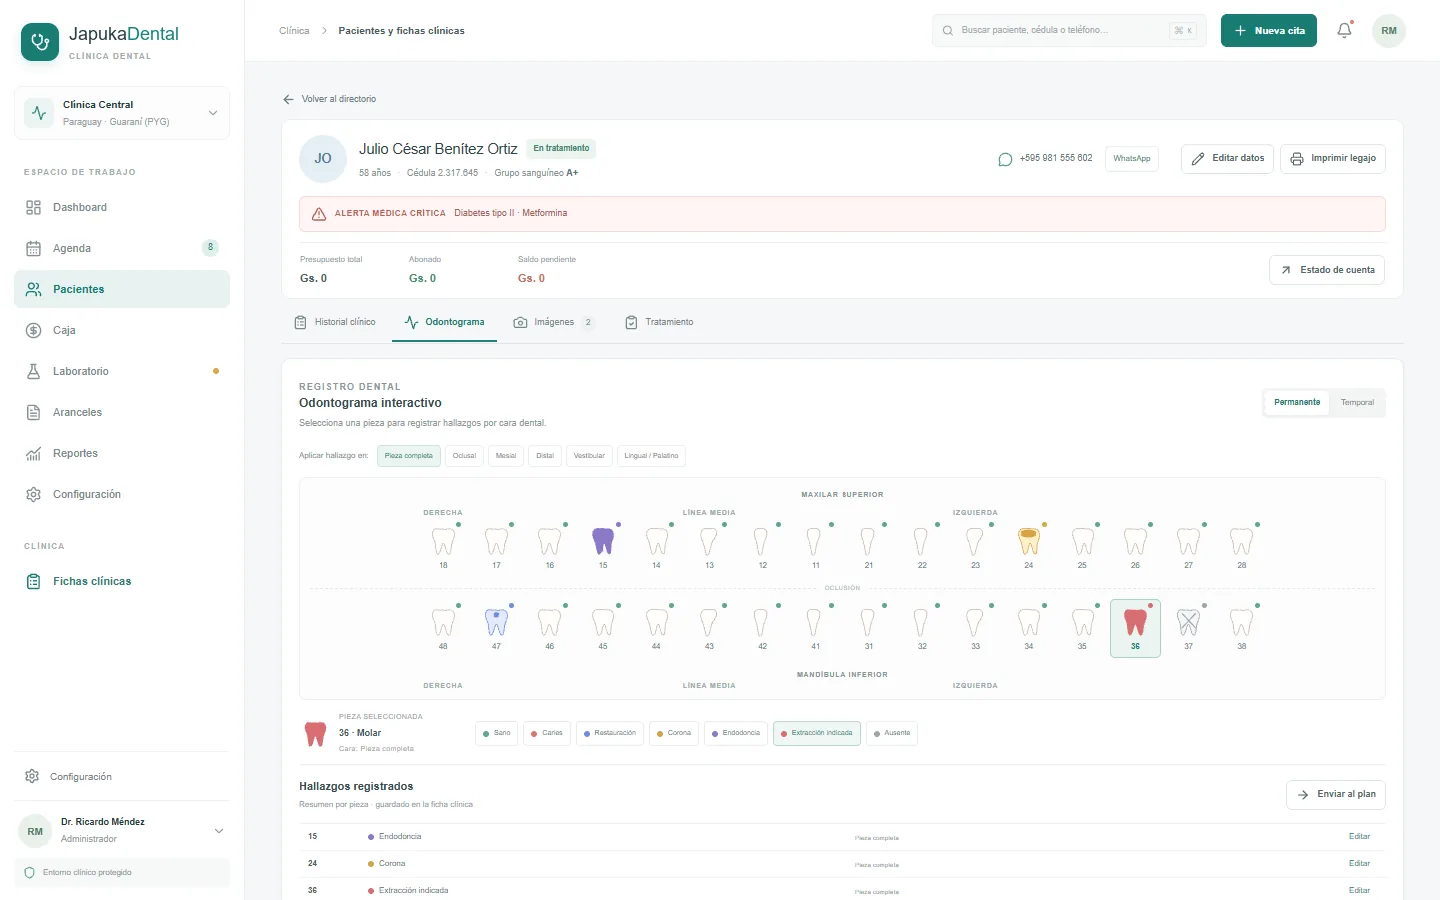 JapukaDental
CLÍNICA DENTAL
Clínica Central
Paraguay · Guaraní (PYG)
ESPACIO DE TRABAJO
Dashboard
Agenda 8
Pacientes
Caja
Laboratorio
Aranceles
Reportes
Configuración
CLÍNICA
Fichas clínicas
Configuración
RM Dr. Ricardo Méndez
Administrador
Entorno clínico protegido
Clínica > Pacientes y fichas clínicas
Buscar paciente, cédula o teléfono... ⌘ K
Nueva cita
RM
Volver al directorio
JO Julio César Benítez Ortiz En tratamiento
58 años · Cédula 2.317.645 · Grupo sanguíneo A+
+595 981 555 602 WhatsApp Editar datos Imprimir legajo
ALERTA MÉDICA CRÍTICA Diabetes tipo II · Metformina
Presupuesto total Abonado Saldo pendiente
Gs. 0 Gs. 0 Gs. 0
Estado de cuenta
Historial clínico Odontograma Imágenes 2 Tratamiento
REGISTRO DENTAL
Odontograma interactivo
Selecciona una pieza para registrar hallazgos por cara dental.
Permanente Temporal
Aplicar hallazgo en: Pieza completa Oclusal Mesial Distal Vestibular Lingual / Palatino
MAXILAR SUPERIOR
DERECHA LÍNEA MEDIA IZQUIERDA
18 17 16 15 14 13 12 11 21 22 23 24 25 26 27 28
OCLUSIÓN
48 47 46 45 44 43 42 41 31 32 33 34 35 36 37 38
MANDÍBULA INFERIOR
DERECHA LÍNEA MEDIA IZQUIERDA
PIEZA SELECCIONADA
36 · Molar
Cara: Pieza completa
Sano Caries Restauración Corona Endodoncia Extracción indicada Ausente
Hallazgos registrados
Resumen por pieza · guardado en la ficha clínica
Enviar al plan
15 Endodoncia Pieza completa Editar
24 Corona Pieza completa Editar
36 Extracción indicada Pieza completa Editar